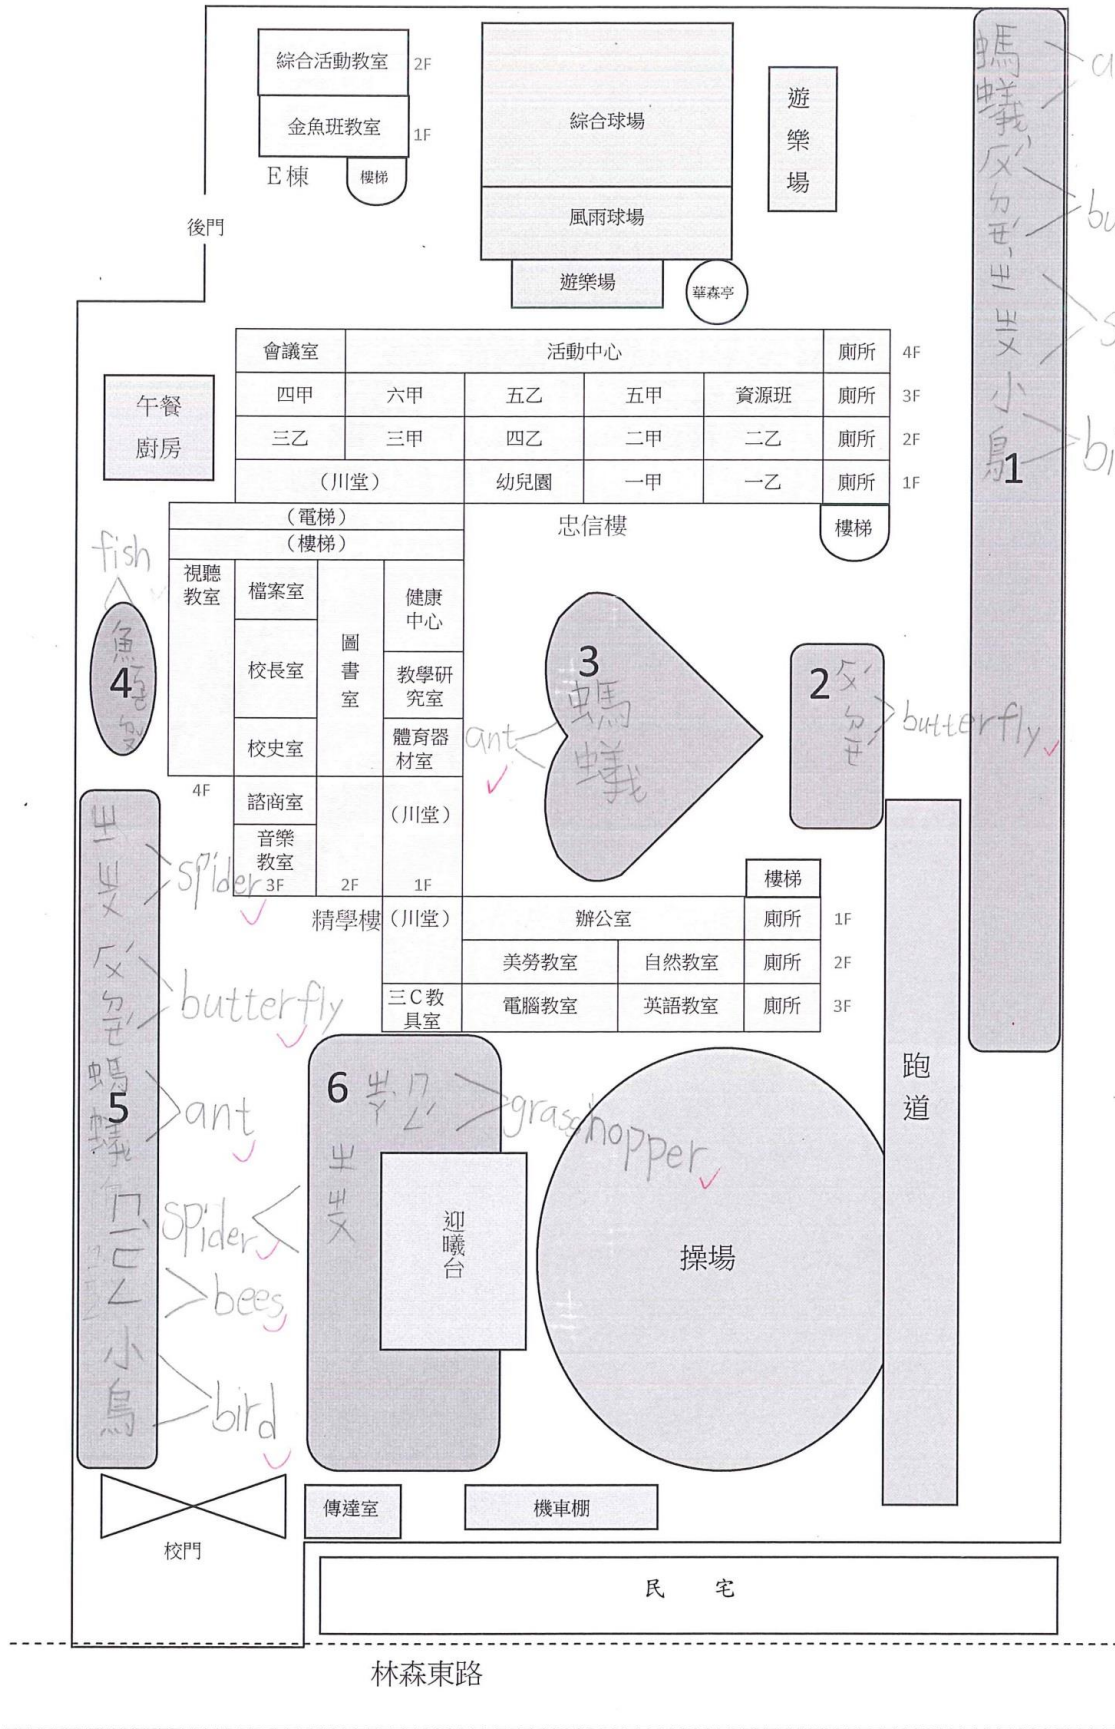 綜合活動教室 2F
金魚班教室 1F
E棟 樓梯
綜合球場
風雨球場
遊樂場
遊樂場
華森亭
後門
螞蟻
ㄓ ㄓㄨ
小鳥
1
會議室 活動中心 廁所 4F
四甲 六甲 五乙 五甲 資源班 廁所 3F
三乙 三甲 四乙 二甲 二乙 廁所 2F
(川堂) 幼兒園 一甲 一乙 廁所 1F
午餐
廚房
(電梯)
(樓梯)
忠信樓
樓梯
fish
魚
4
視聽
教室
4F
檔案室
校長室
校史室
諮商室
音樂
教室
3F
圖書室
2F
健康
中心
教學研
究室
體育器
材室
(川堂)
1F
3
螞蟻
ant
2
butterfly
精學樓
(川堂)
樓梯
辦公室 廁所 1F
美勞教室 自然教室 廁所 2F
三C教
具室
電腦教室 英語教室 廁所 3F
ㄓ ㄓㄨ
spider
butterfly
螞蟻
5
ant
bees
小鳥
bird
6
grasshopper
ㄓ ㄓㄨ
spider
迎曦台
操場
跑道
校門
傳達室
機車棚
民 宅
林森東路